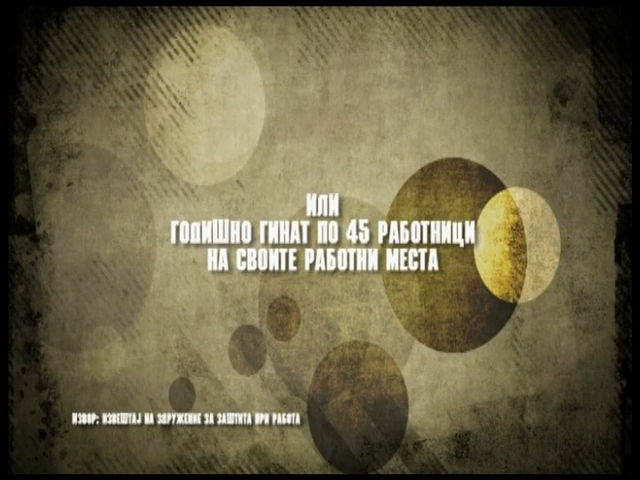 ИЛИ
ГОДИШНО ГИНАТ ПО 45 РАБОТНИЦИ
НА СВОИТЕ РАБОТНИ МЕСТА
ИЗВОР: ИЗВЕШТАЈ НА ЗДРУЖЕНИЕ ЗА ЗАШТИТА ПРИ РАБОТА